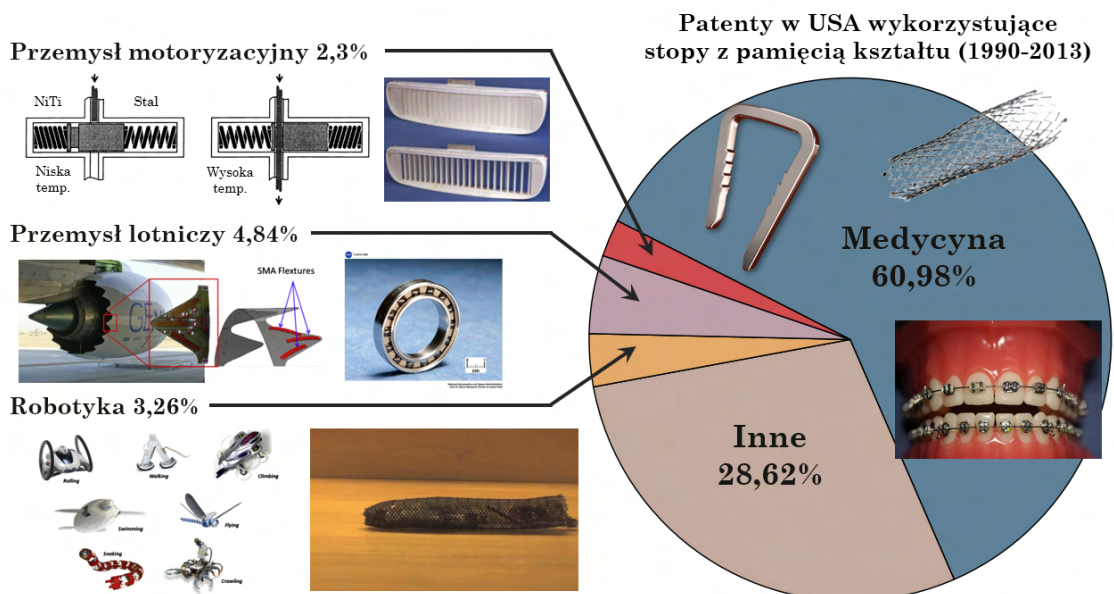 Patenty w USA wykorzystujące
stopy z pamięcią kształtu (1990-2013)
Przemysł motoryzacyjny 2,3%
NiTi
Stal
Niska
temp.
Wysoka
temp.
Przemysł lotniczy 4,84%
SMA Flextures
cm
Robotyka 3,26%
Rolling
Walking
Climbing
Swimming
Flying
Snaking
Crawling
Medycyna
60,98%
Inne
28,62%